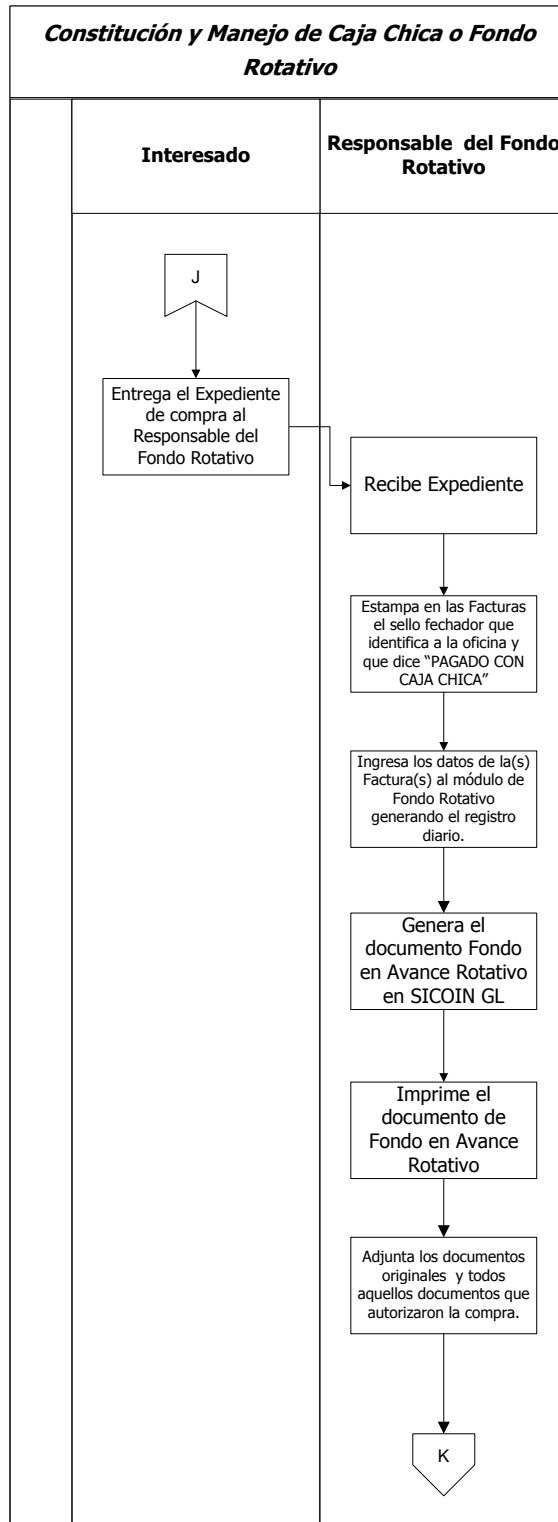 Constitución y Manejo de Caja Chica o Fondo
Rotativo
Interesado
Responsable del Fondo
Rotativo
J
Entrega el Expediente
de compra al
Responsable del
Fondo Rotativo
Recibe Expediente
Estampa en las Facturas
el sello fechador que
identifica a la oficina y
que dice “PAGADO CON
CAJA CHICA”
Ingresa los datos de la(s)
Factura(s) al módulo de
Fondo Rotativo
generando el registro
diario.
Genera el
documento Fondo
en Avance Rotativo
en SICOIN GL
Imprime el
documento de
Fondo en Avance
Rotativo
Adjunta los documentos
originales y todos
aquellos documentos que
autorizaron la compra.
K